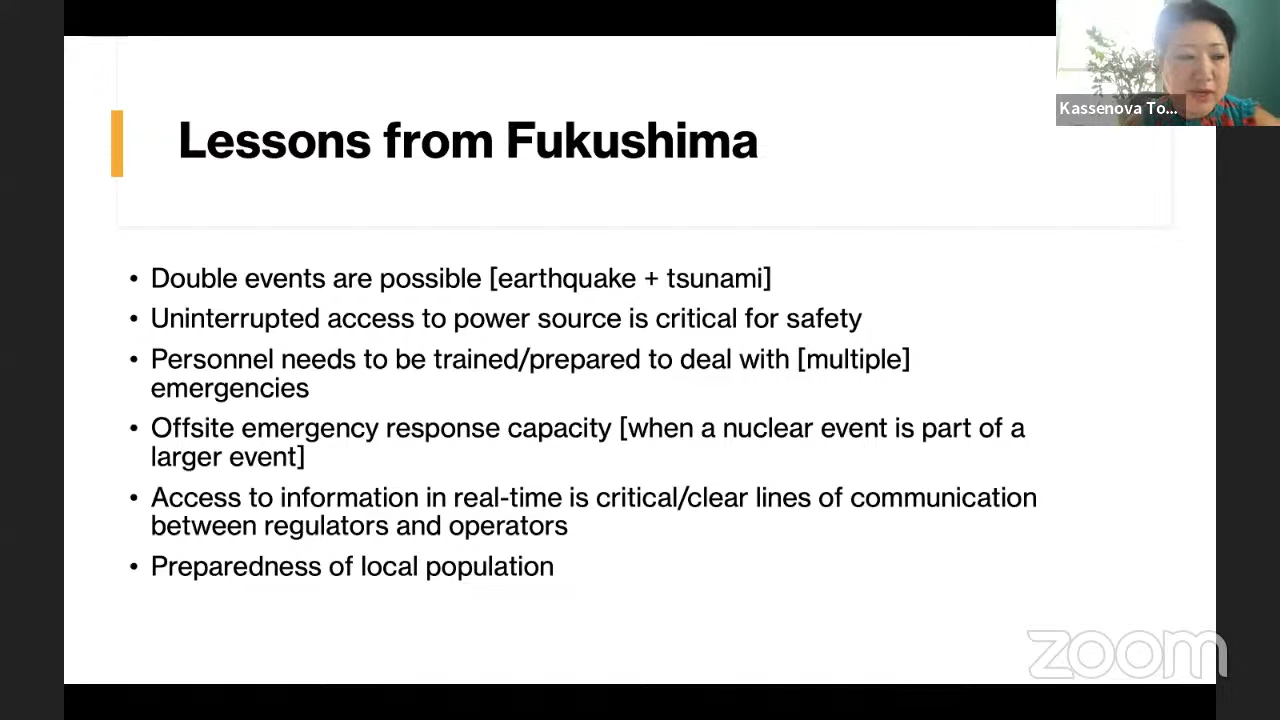 Kassenova To...
Lessons from Fukushima
• Double events are possible [earthquake + tsunami]
• Uninterrupted access to power source is critical for safety
• Personnel needs to be trained/prepared to deal with [multiple]
emergencies
• Offsite emergency response capacity [when a nuclear event is part of a
larger event]
• Access to information in real-time is critical/clear lines of communication
between regulators and operators
• Preparedness of local population
zoom